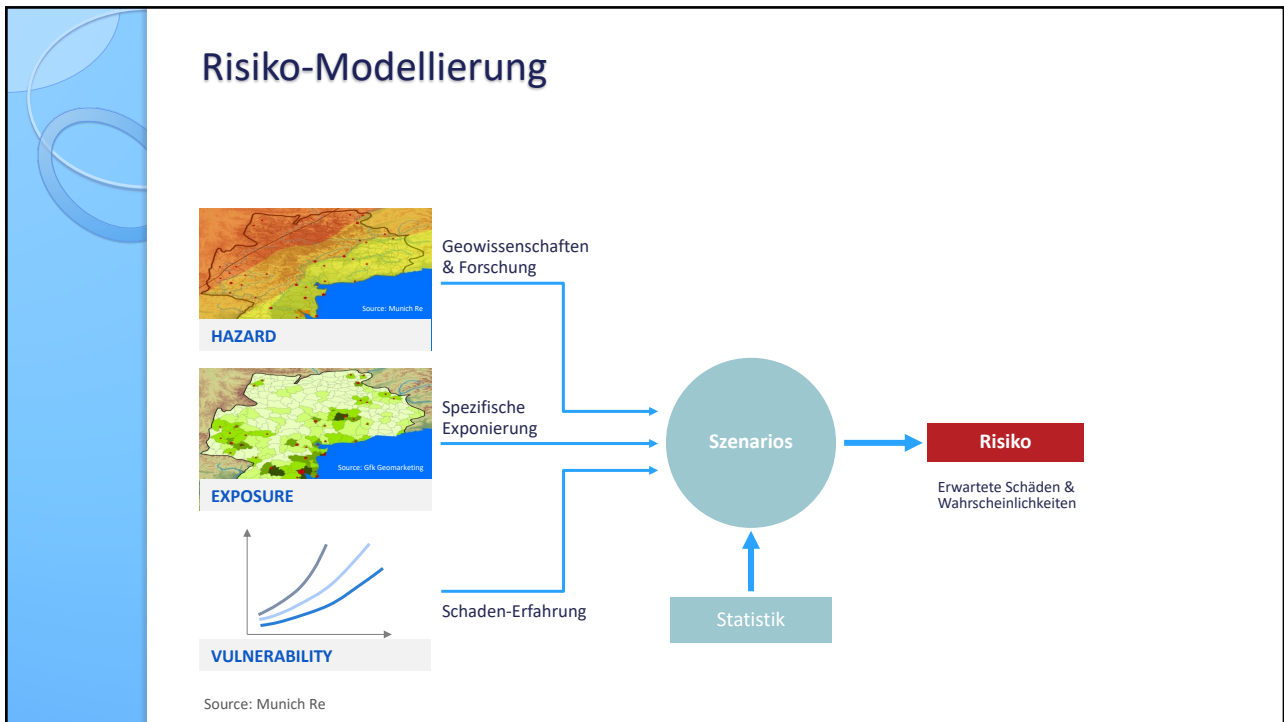 Risiko-Modellierung
Source: Munich Re
HAZARD
Geowissenschaften
& Forschung
Source: Gfk Geomarketing
EXPOSURE
Spezifische
Exponierung
VULNERABILITY
Schaden-Erfahrung
Szenarios
Statistik
Risiko
Erwartete Schäden &
Wahrscheinlichkeiten
Source: Munich Re